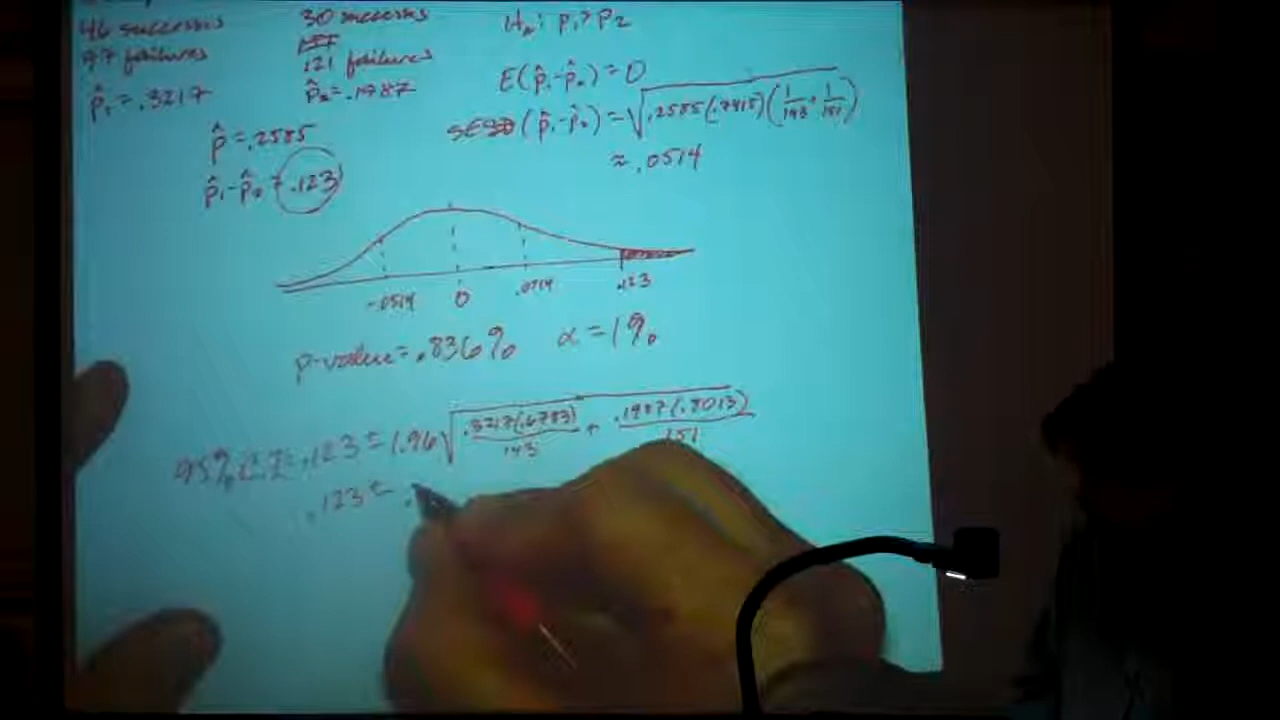 46 successes 30 successes Hₐ: p₁>p₂
97 failures 121 failures
E(p̂₁-p̂₂)=0
p̂₁=.3217 p̂₂=.1987
SE(p̂₁-p̂₂)=√.2585(.7415)(1/143+1/151)
p̂=.2585
≈.0514
p̂₁-p̂₂=.123
-.0514 0 .0514 .123
p-value=.836% α=1%
95% C.I.=.123±1.96√.3217(.6783)/143+.1987(.8013)/151
.123±.